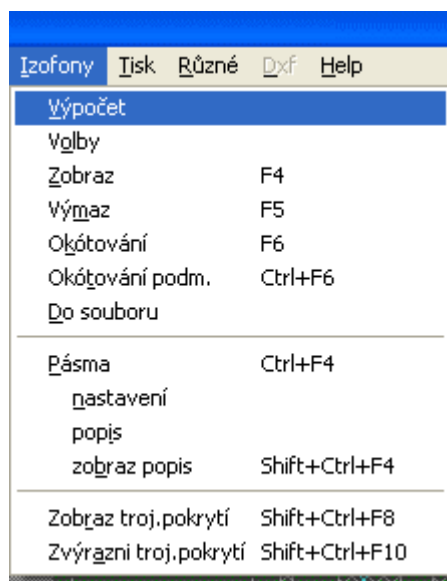 Izofony Tisk Různé Dxf Help
Výpočet
Volby
Zobraz F4
Výmaz F5
Okótování F6
Okótování podm. Ctrl+F6
Do souboru
Pásma Ctrl+F4
nastavení
popis
zobraz popis Shift+Ctrl+F4
Zobraz troj.pokrytí Shift+Ctrl+F8
Zvýrazni troj.pokrytí Shift+Ctrl+F10